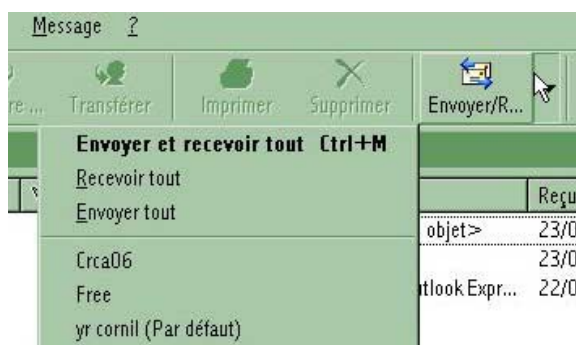 Message ?
re ... Transférer Imprimer Supprimer Envoyer/R...
Envoyer et recevoir tout Ctrl+M
Recevoir tout
Envoyer tout
Reçu
objet> 23/0
23/0
tlook Expr... 22/0
Crca06
Free
yr cornil (Par défaut)